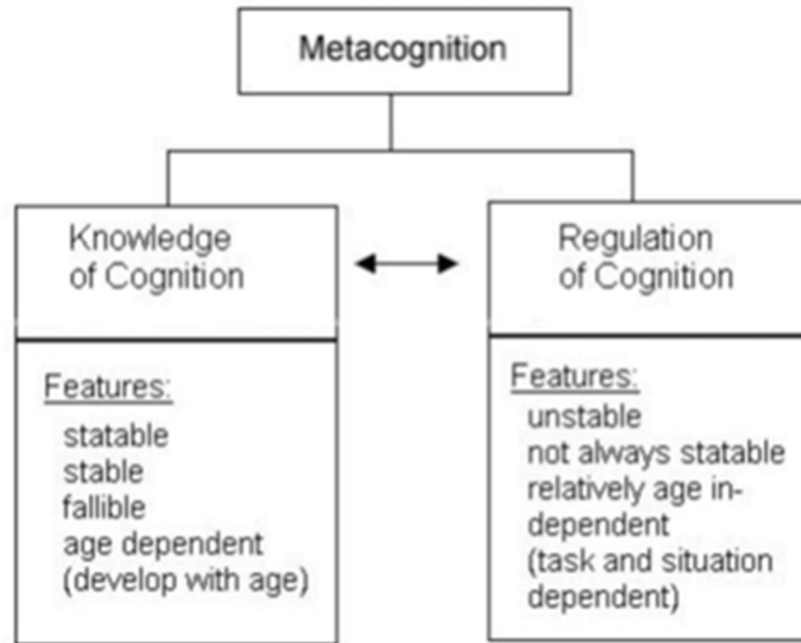 Metacognition
Knowledge
of Cognition
Features:
statable
stable
fallible
age dependent
(develop with age)
Regulation
of Cognition
Features:
unstable
not always statable
relatively age in-
dependent
(task and situation
dependent)